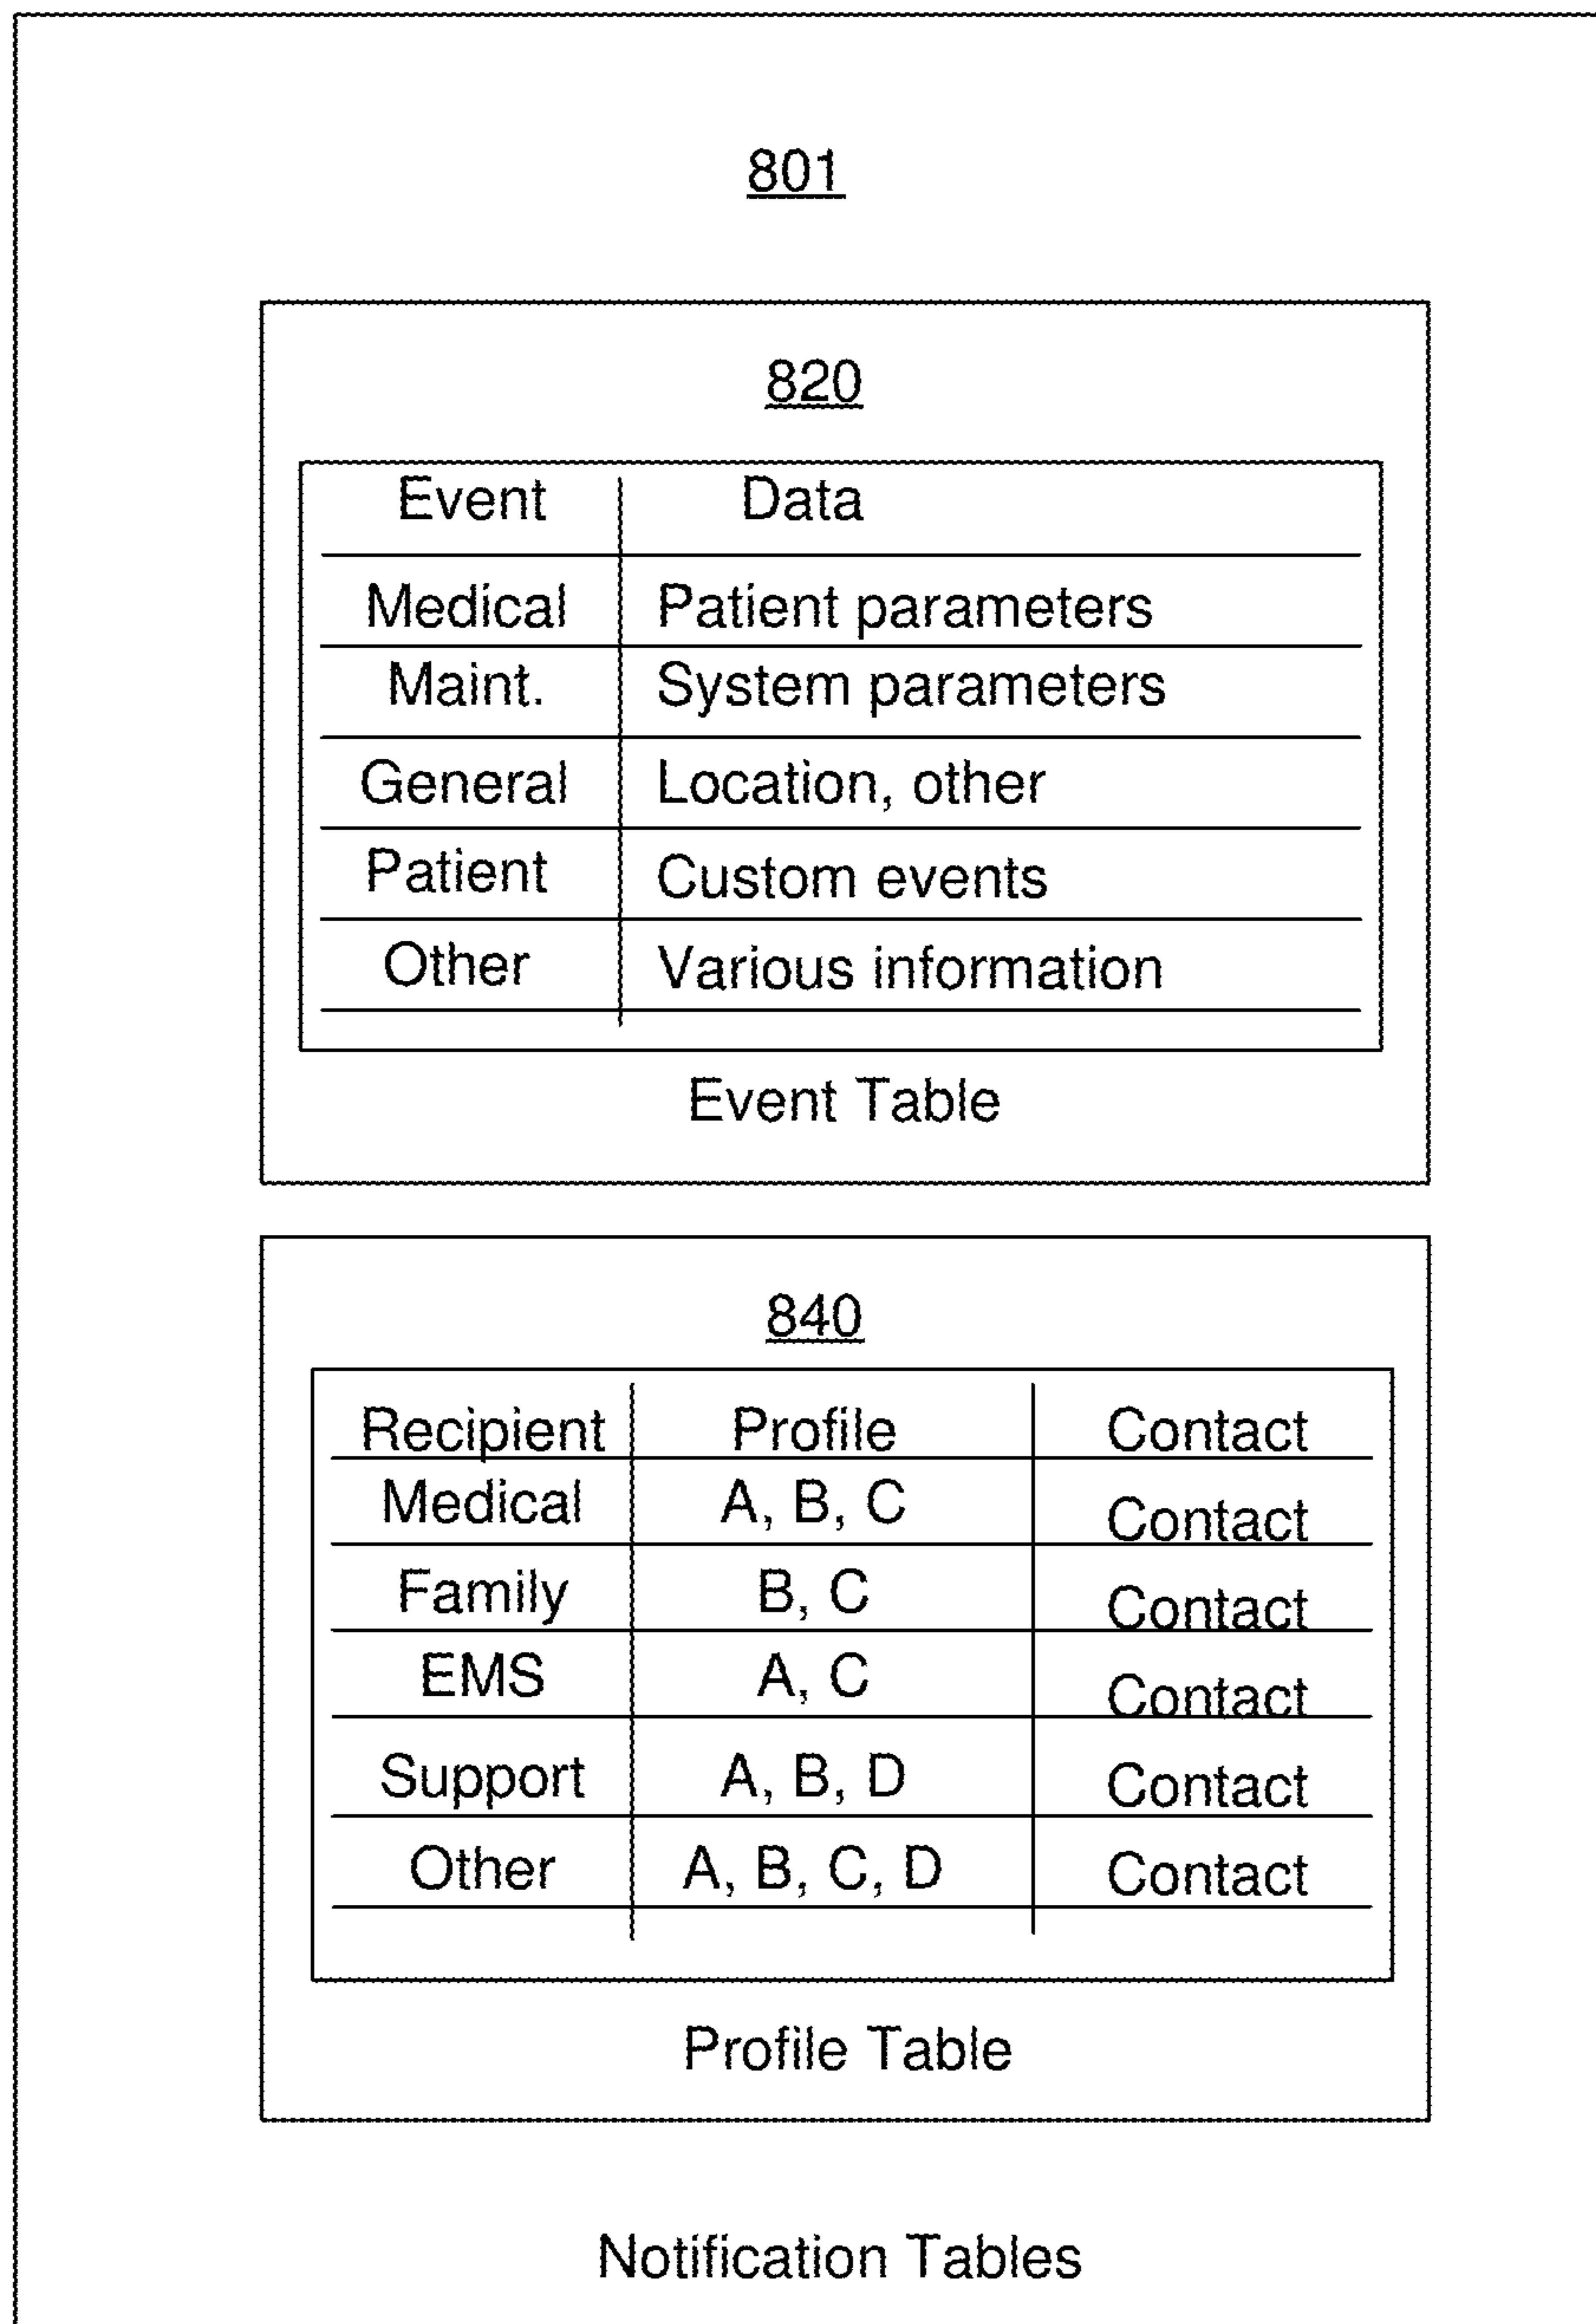 801
820
Event Data
Medical Patient parameters
Maint. System parameters
General Location, other
Patient Custom events
Other Various information
Event Table
840
Recipient Profile Contact
Medical A, B, C Contact
Family B, C Contact
EMS A, C Contact
Support A, B, D Contact
Other A, B, C, D Contact
Profile Table
Notification Tables